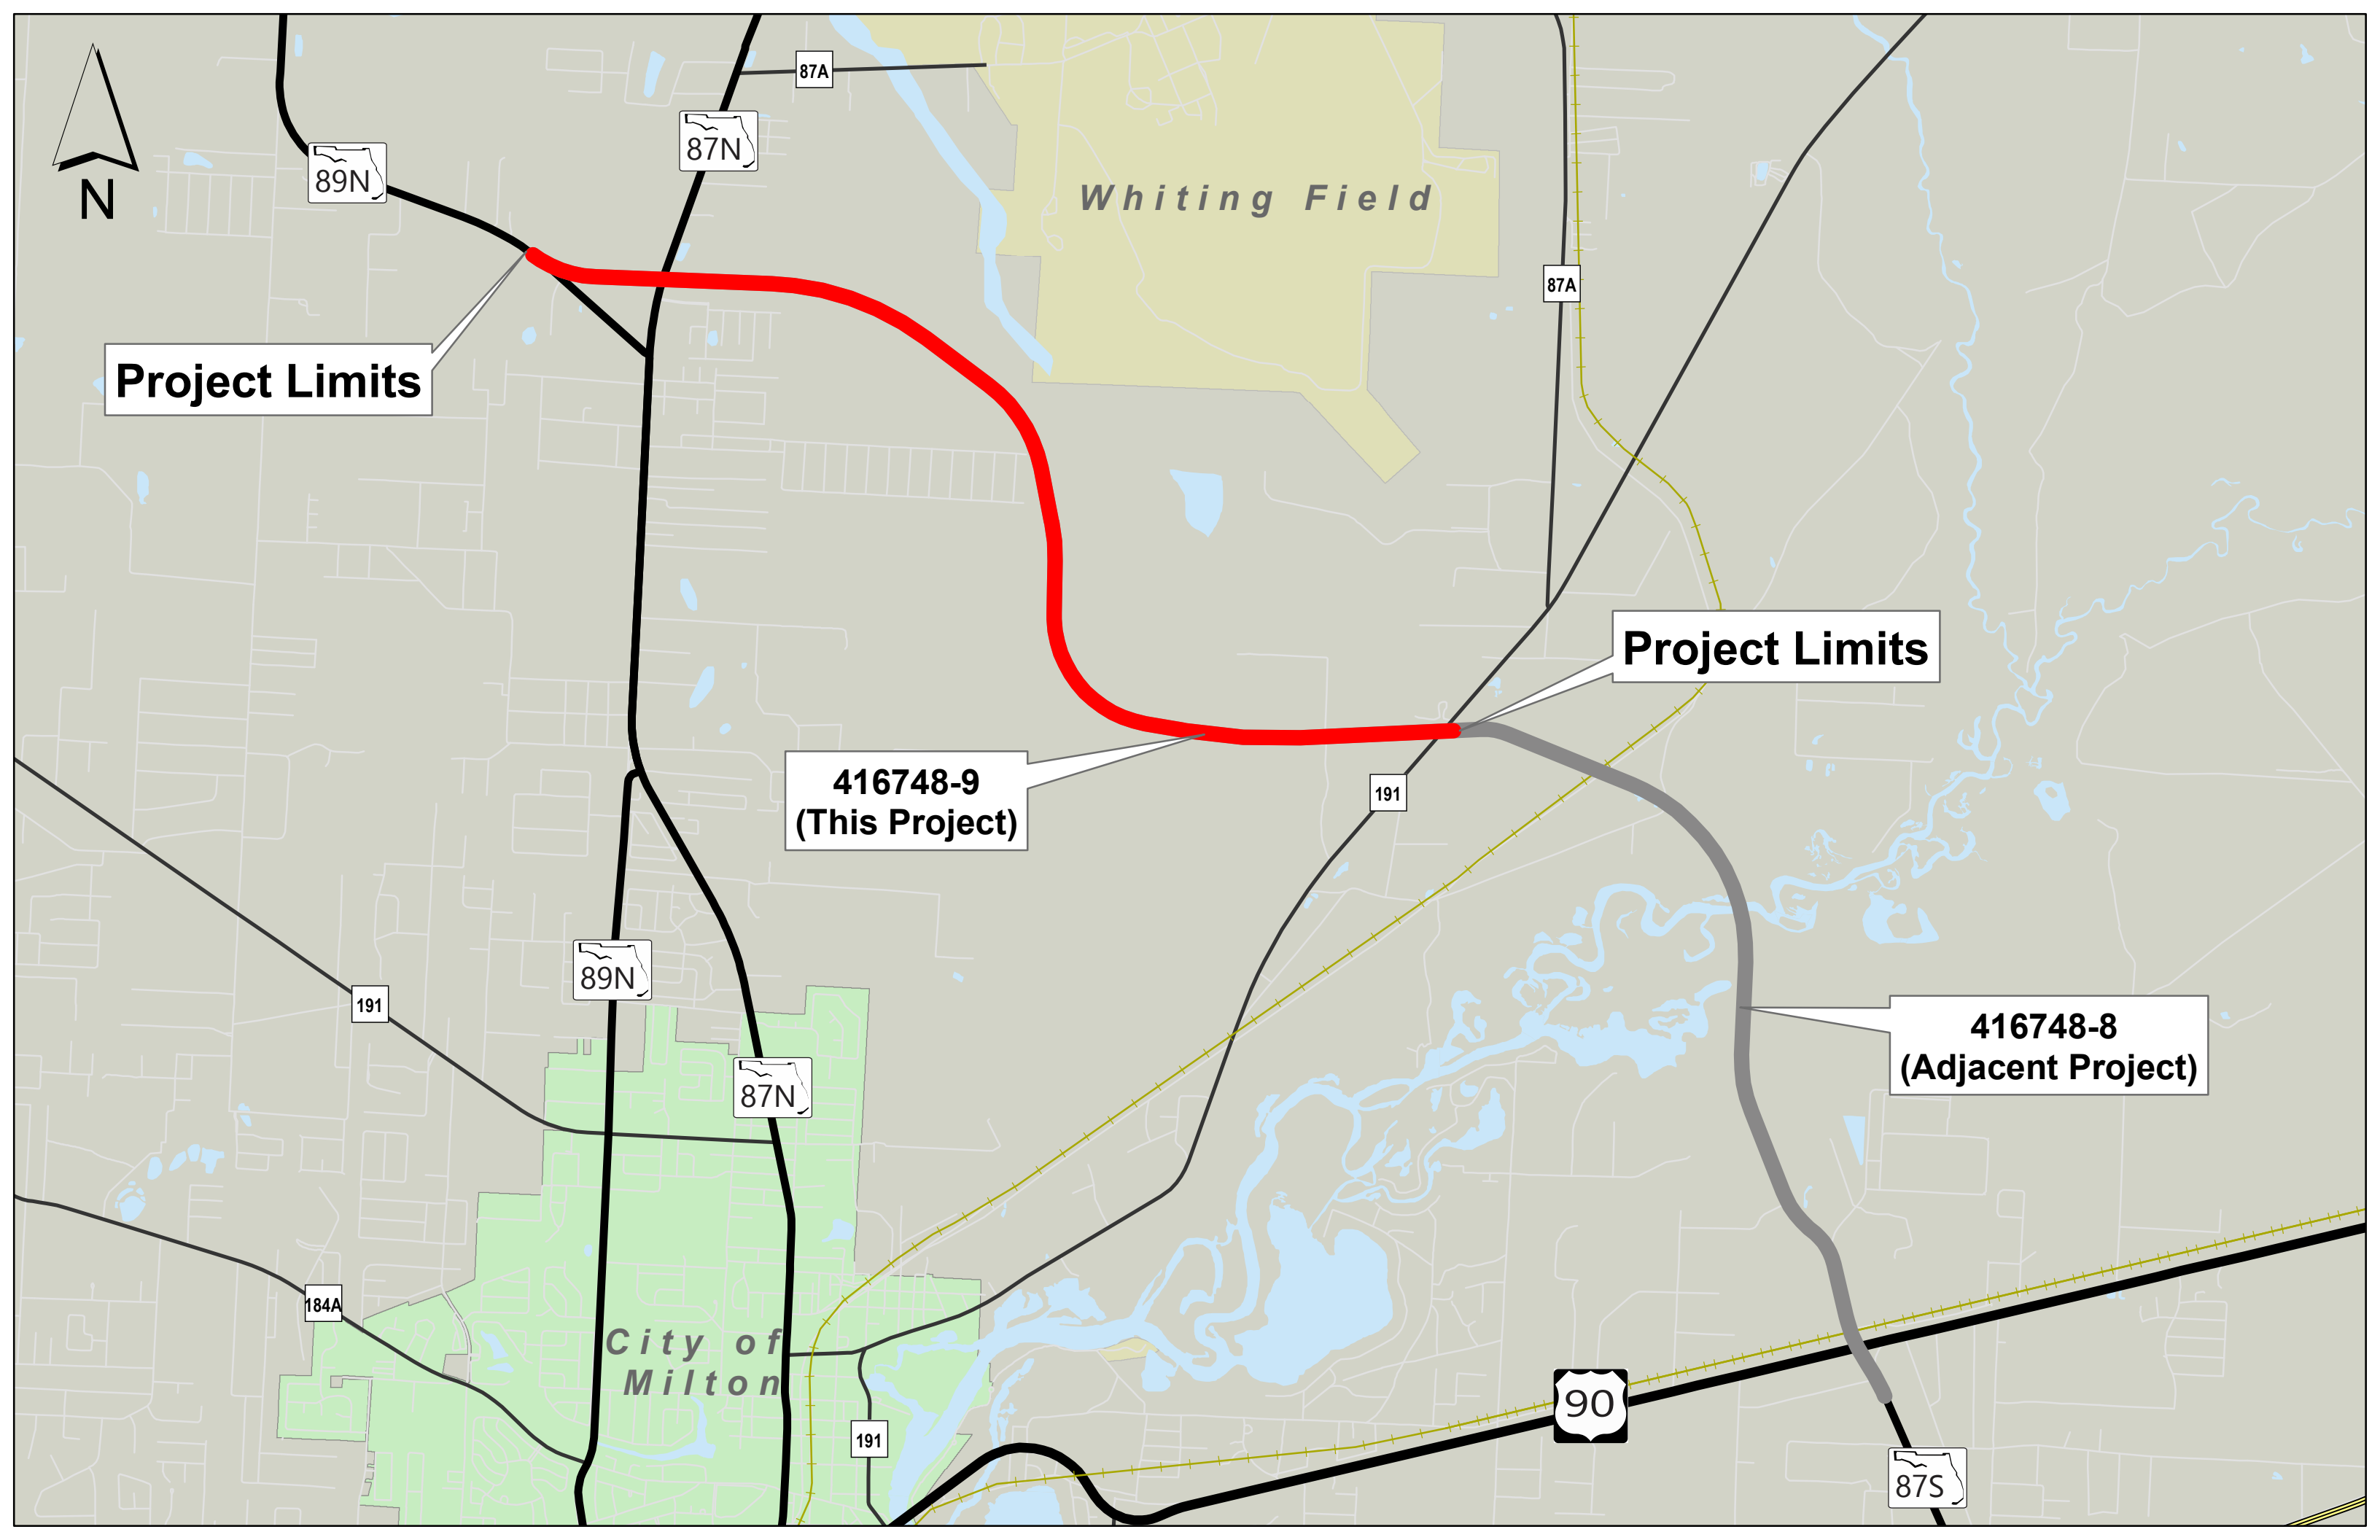 87A
87N
89N
N
Whiting Field
87A
Project Limits
Project Limits
416748-9
(This Project)
191
89N
191
416748-8
(Adjacent Project)
87N
184A
City of
Milton
90
191
87S